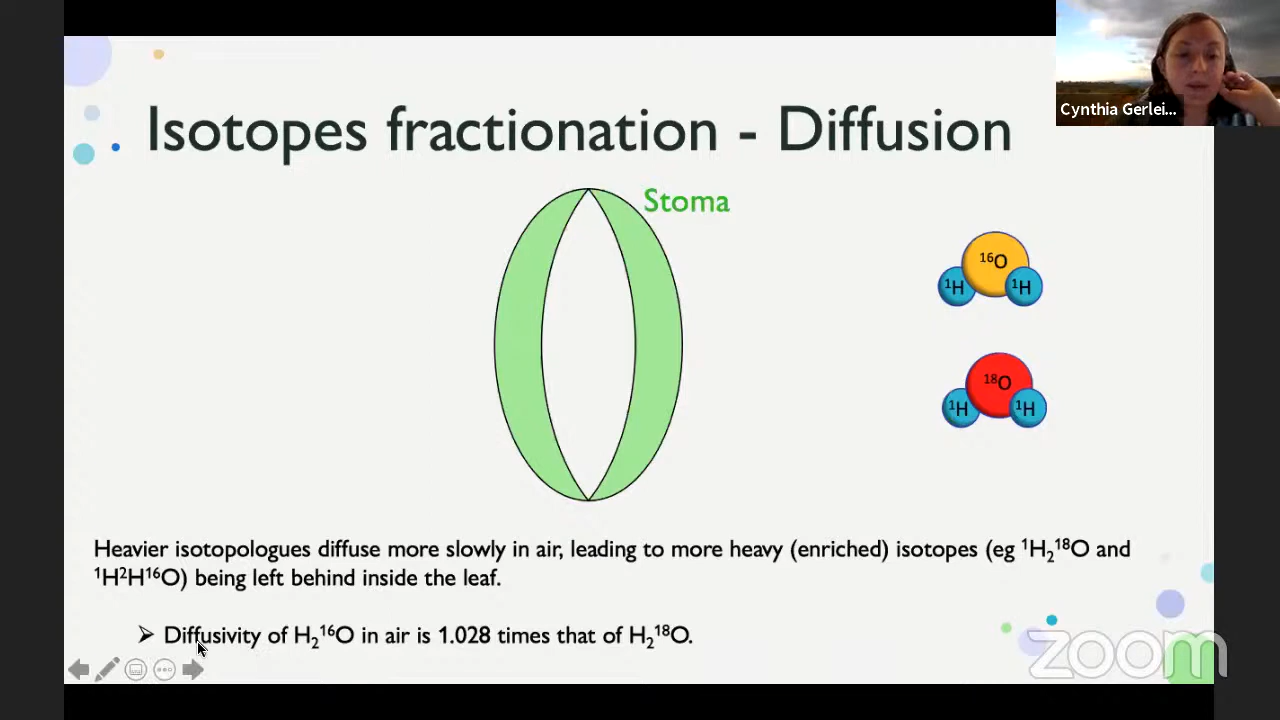 Cynthia Gerlei...
Isotopes fractionation - Diffusion
Stoma
¹⁶O
¹H ¹H
¹⁸O
¹H ¹H
Heavier isotopologues diffuse more slowly in air, leading to more heavy (enriched) isotopes (eg ¹H₂¹⁸O and
¹H²H¹⁶O) being left behind inside the leaf.
➢ Diffusivity of H₂¹⁶O in air is 1.028 times that of H₂¹⁸O.
zoom